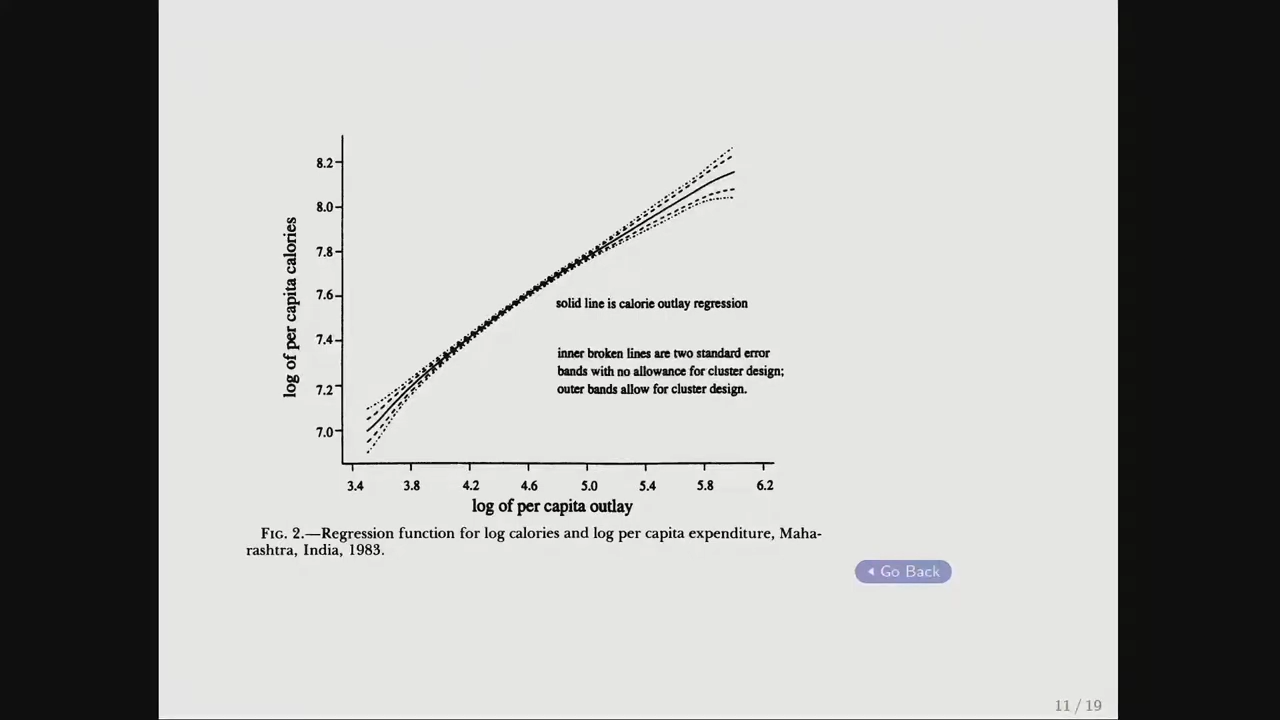 8.2
8.0
7.8
7.6
7.4
7.2
7.0
log of per capita calories
solid line is calorie outlay regression
inner broken lines are two standard error
bands with no allowance for cluster design;
outer bands allow for cluster design.
3.4 3.8 4.2 4.6 5.0 5.4 5.8 6.2
log of per capita outlay
FIG. 2.—Regression function for log calories and log per capita expenditure, Maha-
rashtra, India, 1983.
Go Back
11 / 19